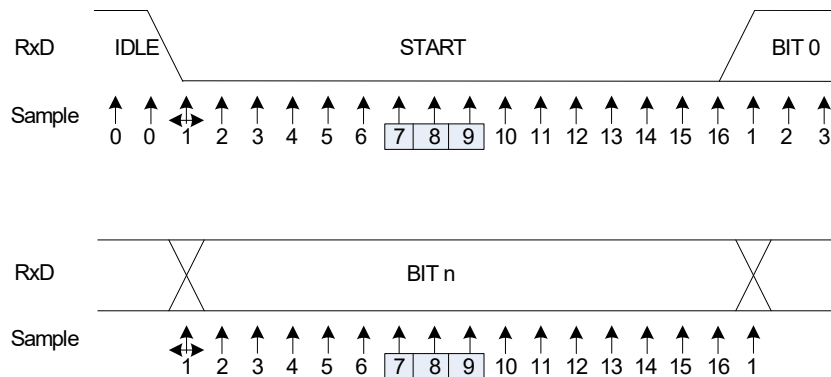 RxD IDLE START BIT 0
Sample
0 0 1 2 3 4 5 6 7 8 9 10 11 12 13 14 15 16 1 2 3
RxD BIT n
Sample
1 2 3 4 5 6 7 8 9 10 11 12 13 14 15 16 1